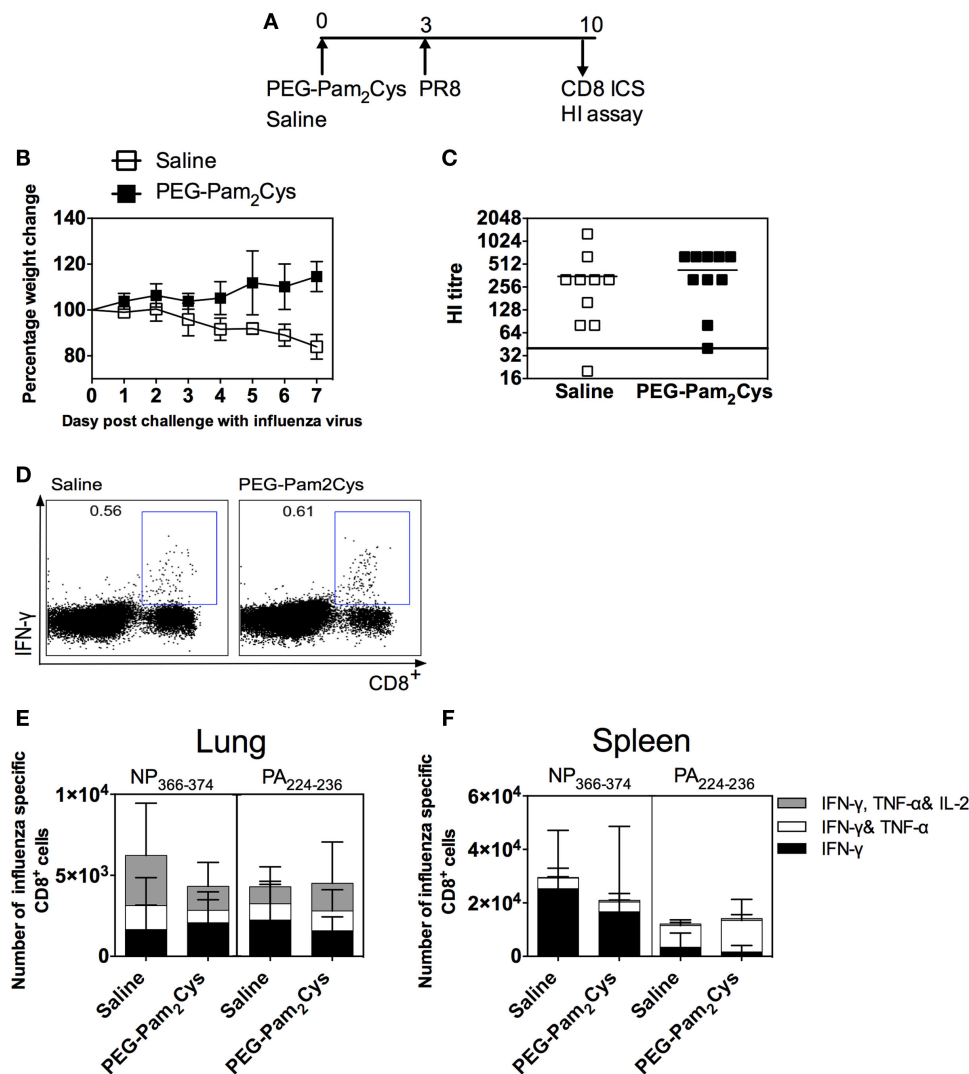 A
0 3 10
PEG-Pam2Cys PR8 CD8 ICS
Saline HI assay
B
Saline
PEG-Pam2Cys
Percentage weight change
140
120
100
80
0 1 2 3 4 5 6 7
Dasy post challenge with influenza virus
C
HI titre
2048
1024
512
256
128
64
32
16
Saline PEG-Pam2Cys
D
Saline PEG-Pam2Cys
0.56 0.61
IFN-γ
CD8+
E
Lung
NP366-374 PA224-236
Number of influenza specific
CD8+ cells
1×10^4
5×10^3
0
Saline
PEG-Pam2Cys
Saline
PEG-Pam2Cys
F
Spleen
NP366-374 PA224-236
Number of influenza specific
CD8+ cells
6×10^4
4×10^4
2×10^4
0
Saline
PEG-Pam2Cys
Saline
PEG-Pam2Cys
IFN-γ, TNF-α& IL-2
IFN-γ& TNF-α
IFN-γ